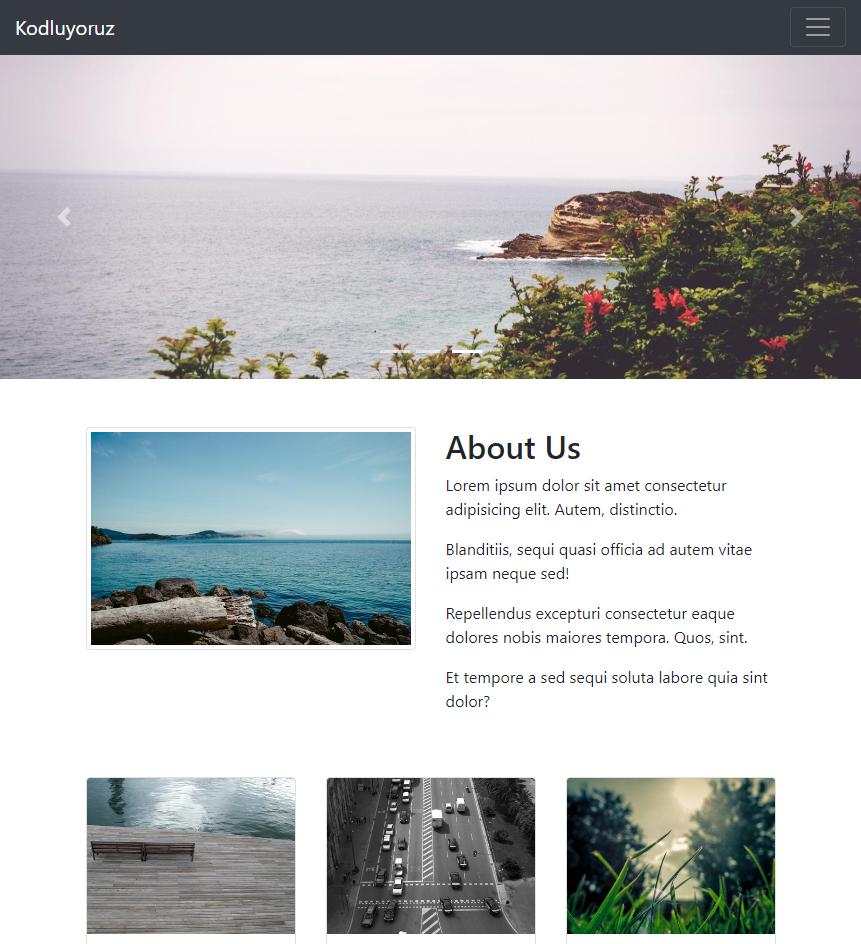 Kodluyoruz
About Us
Lorem ipsum dolor sit amet consectetur
adipisicing elit. Autem, distinctio.
Blanditiis, sequi quasi officia ad autem vitae
ipsam neque sed!
Repellendus excepturi consectetur eaque
dolores nobis maiores tempora. Quos, sint.
Et tempore a sed sequi soluta labore quia sint
dolor?